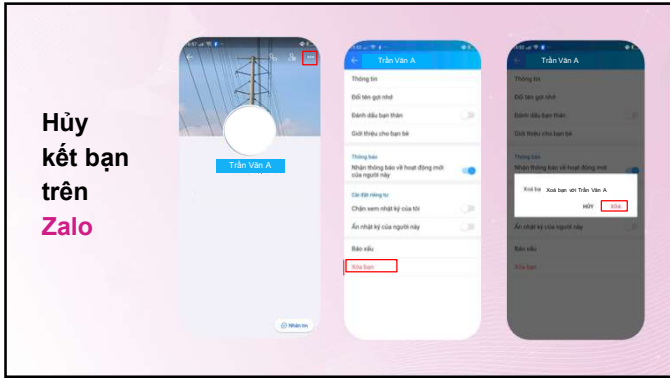 Hủy
kết bạn
trên
Zalo
Trần Văn A
Nhắn tin
Trần Văn A
Thông tin
Đổi tên gợi nhớ
Đánh dấu bạn thân
Giới thiệu cho bạn bè
Thông báo
Nhận thông báo về hoạt động mới
của người này
Cài đặt riêng tư
Chặn xem nhật ký của tôi
Ẩn nhật ký của người này
Báo xấu
Xóa bạn
Trần Văn A
Thông tin
Đổi tên gợi nhớ
Đánh dấu bạn thân
Giới thiệu cho bạn bè
Thông báo
Nhận thông báo về hoạt động mới
Xoá bạn với Trần Văn A
HỦY XOÁ
Ẩn nhật ký của người này
Báo xấu
Xóa bạn